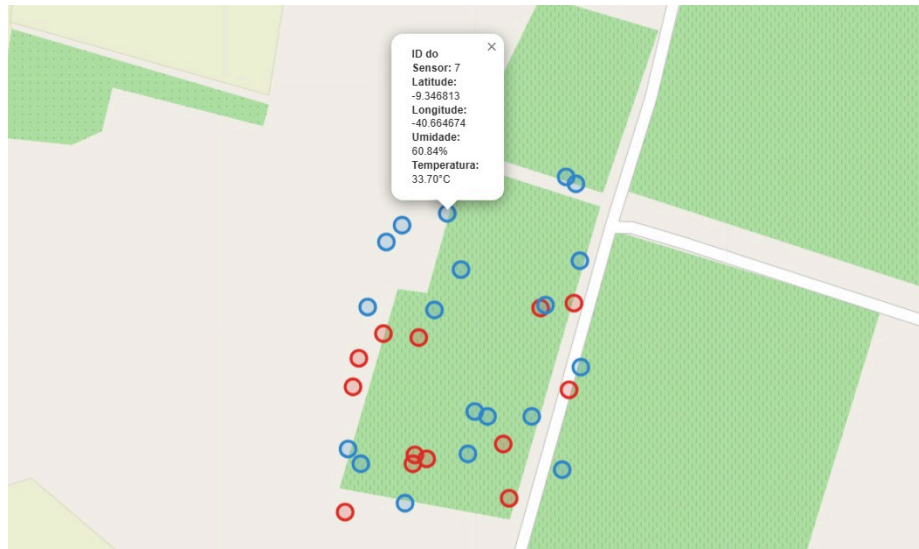 ×
ID do
Sensor: 7
Latitude:
-9.346813
Longitude:
-40.664674
Umidade:
60.84%
Temperatura:
33.70°C